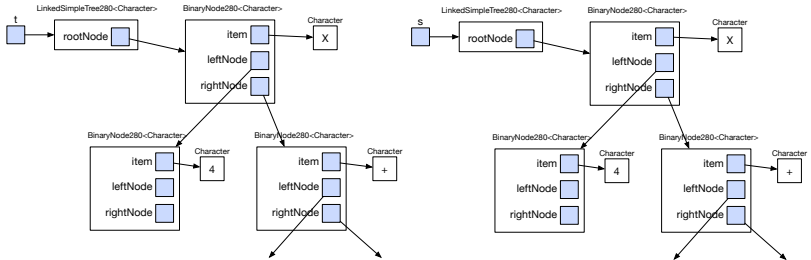 t
LinkedSimpleTree280<Character>
rootNode
BinaryNode280<Character>
item
leftNode
rightNode
Character
X
BinaryNode280<Character>
item
leftNode
rightNode
Character
4
BinaryNode280<Character>
item
leftNode
rightNode
Character
+
s
LinkedSimpleTree280<Character>
rootNode
BinaryNode280<Character>
item
leftNode
rightNode
Character
X
BinaryNode280<Character>
item
leftNode
rightNode
Character
4
BinaryNode280<Character>
item
leftNode
rightNode
Character
+